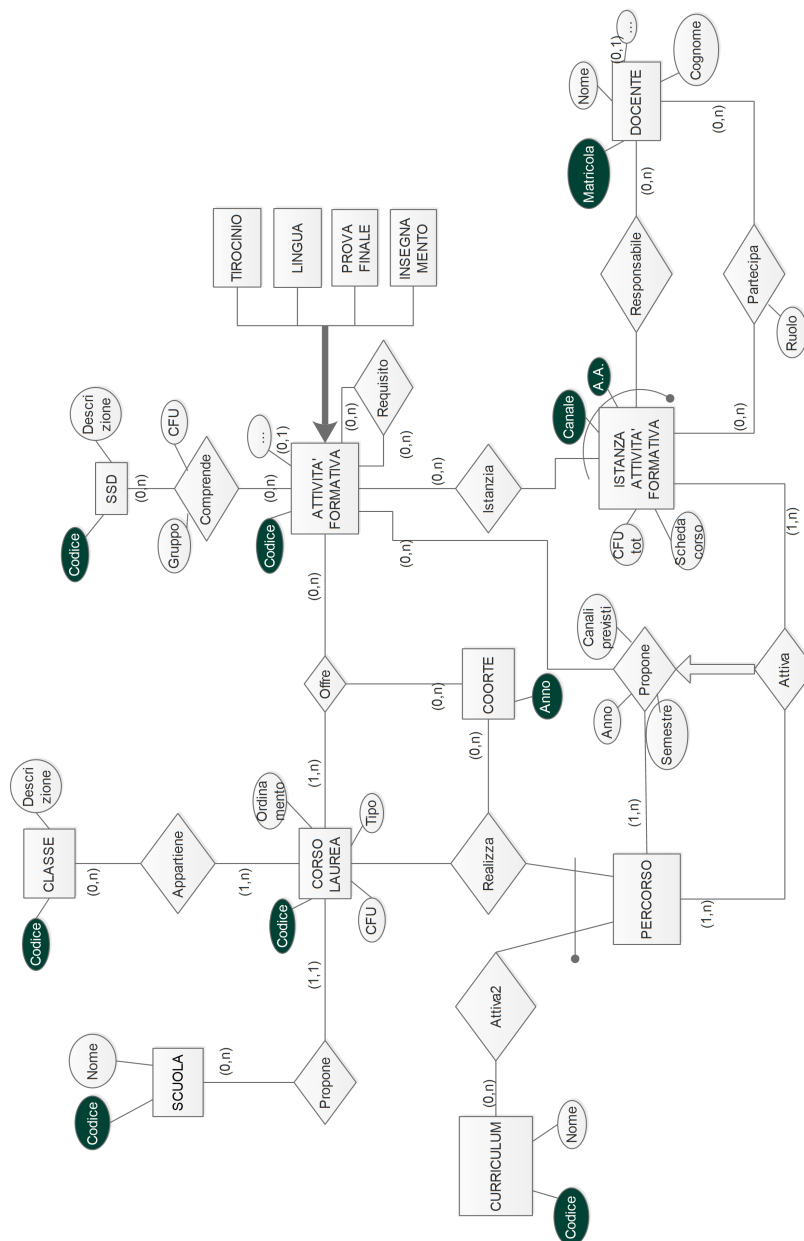 Codice
Nome
SCUOLA
(0,n)
Propone
(1,1)
Codice
Descri
zione
CLASSE
(0,n)
Appartiene
(1,n)
Codice
Ordina
mento
CORSO
LAUREA
CFU
Tipo
(1,n)
Offre
(0,n)
Codice
Descri
zione
SSD
(0,n)
Gruppo
CFU
Comprende
(0,n)
Codice
...
(0,1)
ATTIVITA'
FORMATIVA
(0,n)
(0,n)
Requisito
TIROCINIO
LINGUA
PROVA
FINALE
INSEGNA
MENTO
(0,n)
(0,n)
Istanzia
(0,n)
COORTE
Anno
(0,n)
Realizza
CURRICULUM
Codice
Nome
(0,n)
Attiva2
PERCORSO
(1,n)
Anno
Canali
previsti
Propone
Semestre
(1,n)
Attiva
(1,n)
Canale
A.A.
ISTANZA
ATTIVITA'
FORMATIVA
CFU
tot
Scheda
corso
(0,n)
Responsabile
(0,n)
Partecipa
Ruolo
(0,n)
Matricola
Nome
...
(0,1)
DOCENTE
Cognome